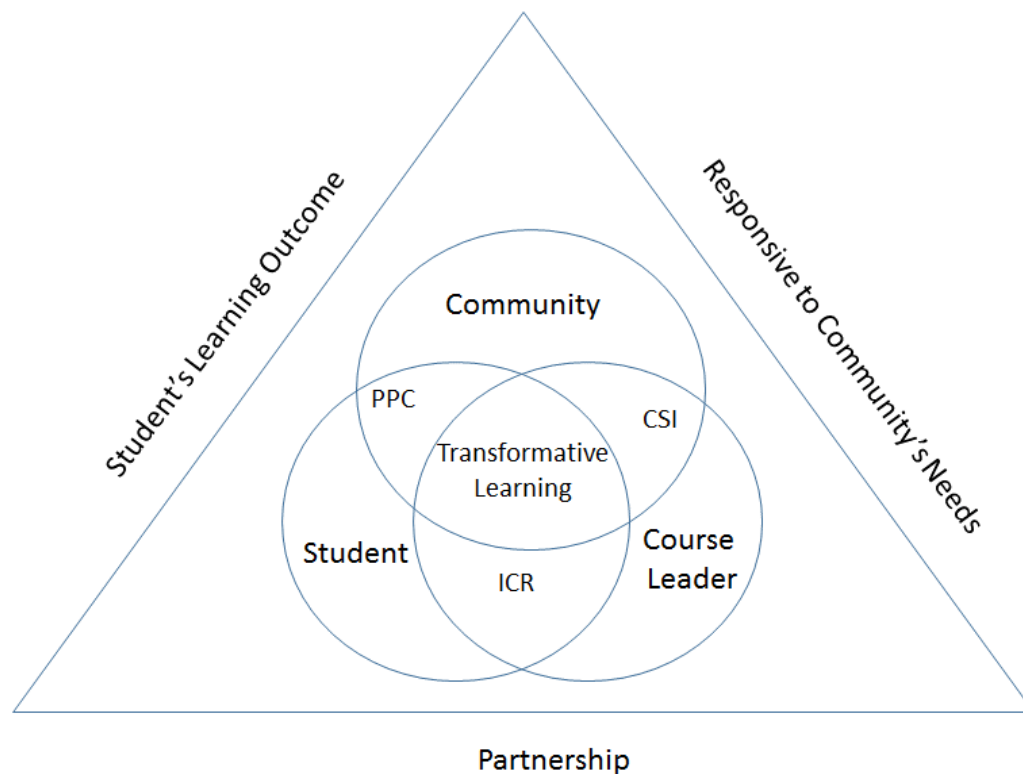 Student's Learning Outcome
Responsive to Community's Needs
Community
PPC
CSI
Transformative
Learning
Student
Course
Leader
ICR
Partnership